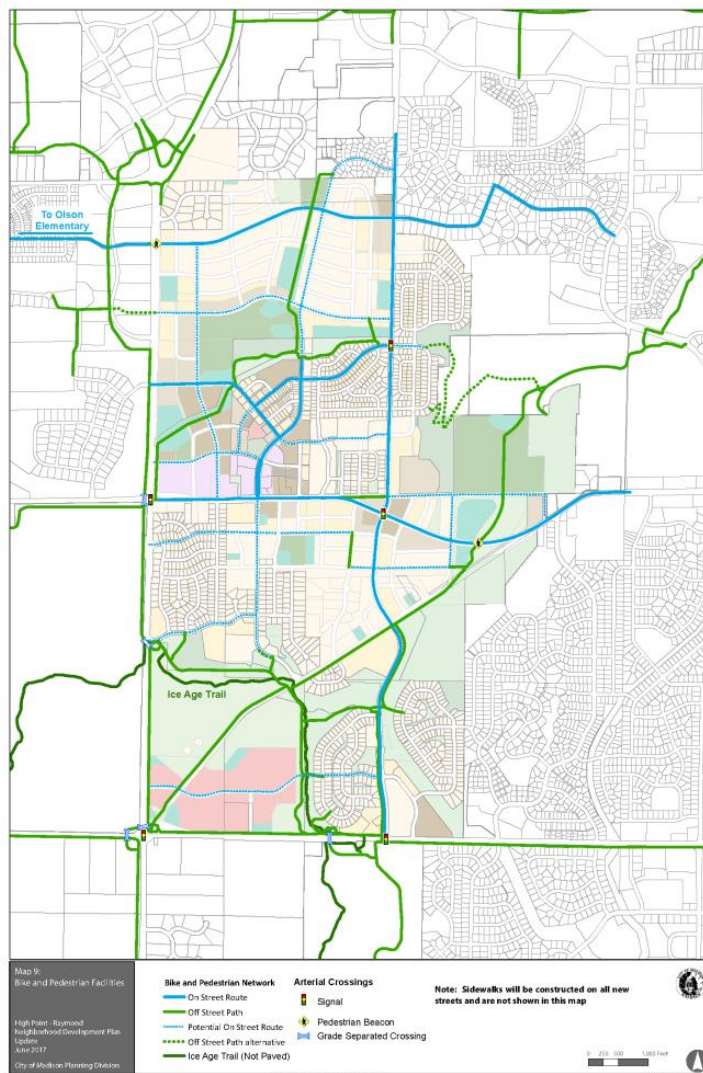 To Olson
Elementary
Ice Age Trail
Map 9:
Bike and Pedestrian Facilities
High Point - Raymond
Neighborhood Development Plan
Update
June 2017
City of Madison Planning Division
Bike and Pedestrian Network
On Street Route
Off Street Path
Potential On Street Route
Off Street Path alternative
Ice Age Trail (Not Paved)
Arterial Crossings
Signal
Pedestrian Beacon
Grade Separated Crossing
Note: Sidewalks will be constructed on all new
streets and are not shown in this map
0 250 500 1,000 Feet